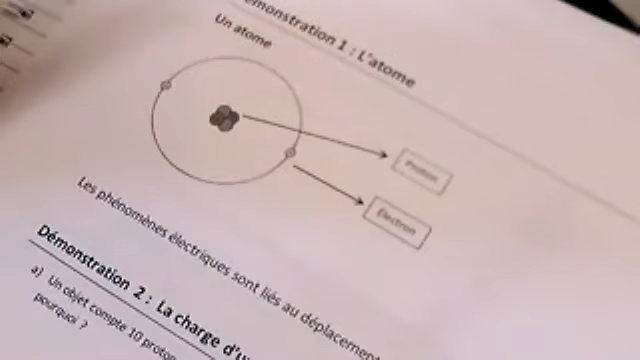 Démonstration 1 : L'atome
Un atome
Proton
Électron
Les phénomènes électriques sont liés au déplacement
Démonstration 2 : La charge d'u
a) Un objet compte 10 proton
pourquoi ?